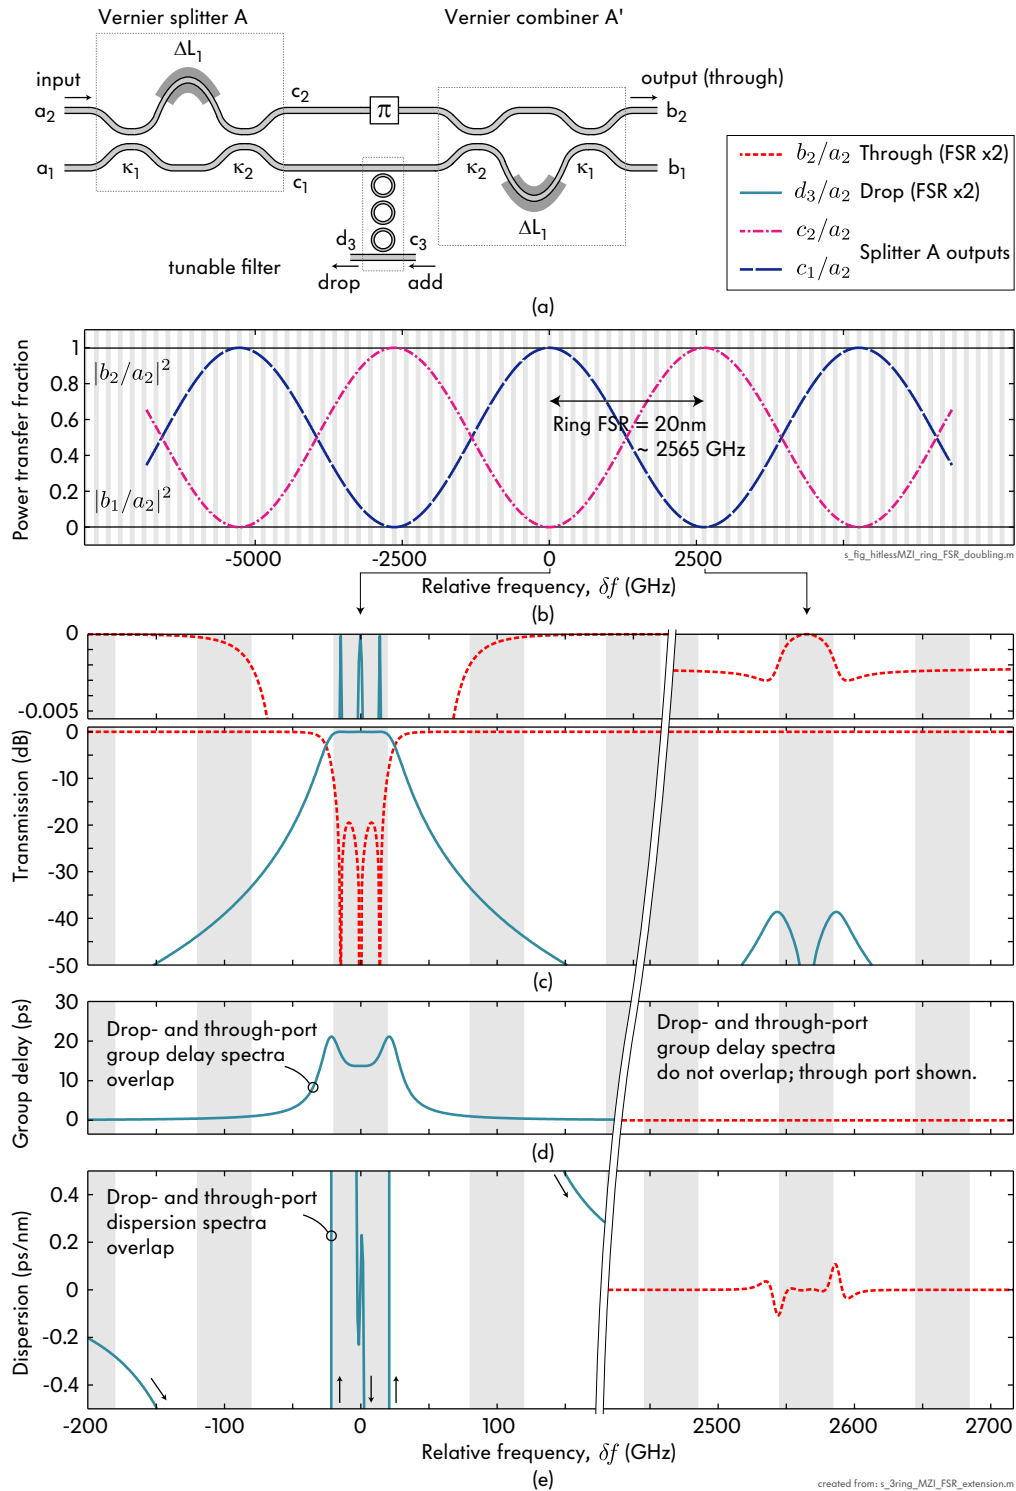 Vernier splitter A
Vernier combiner A'
ΔL1
input
c2
output (through)
a2
π
b2
a1
κ1
κ2
c1
κ2
κ1
b1
ΔL1
d3
c3
tunable filter
drop
add
b2/a2 Through (FSR x2)
d3/a2 Drop (FSR x2)
c2/a2
Splitter A outputs
c1/a2
(a)
Power transfer fraction
1
0.8
0.6
0.4
0.2
0
|b2/a2|²
|b1/a2|²
Ring FSR = 20nm
~ 2565 GHz
-5000
-2500
0
2500
s_fig_hitlessMZI_ring_FSR_doubling.m
Relative frequency, δf (GHz)
(b)
0
-0.005
Transmission (dB)
0
-10
-20
-30
-40
-50
(c)
Group delay (ps)
30
20
10
0
Drop- and through-port
group delay spectra
overlap
Drop- and through-port
group delay spectra
do not overlap; through port shown.
(d)
Dispersion (ps/nm)
0.4
0.2
0
-0.2
-0.4
Drop- and through-port
dispersion spectra
overlap
-200
-100
0
100
2500
2600
2700
Relative frequency, δf (GHz)
(e)
created from: s_3ring_MZI_FSR_extension.m